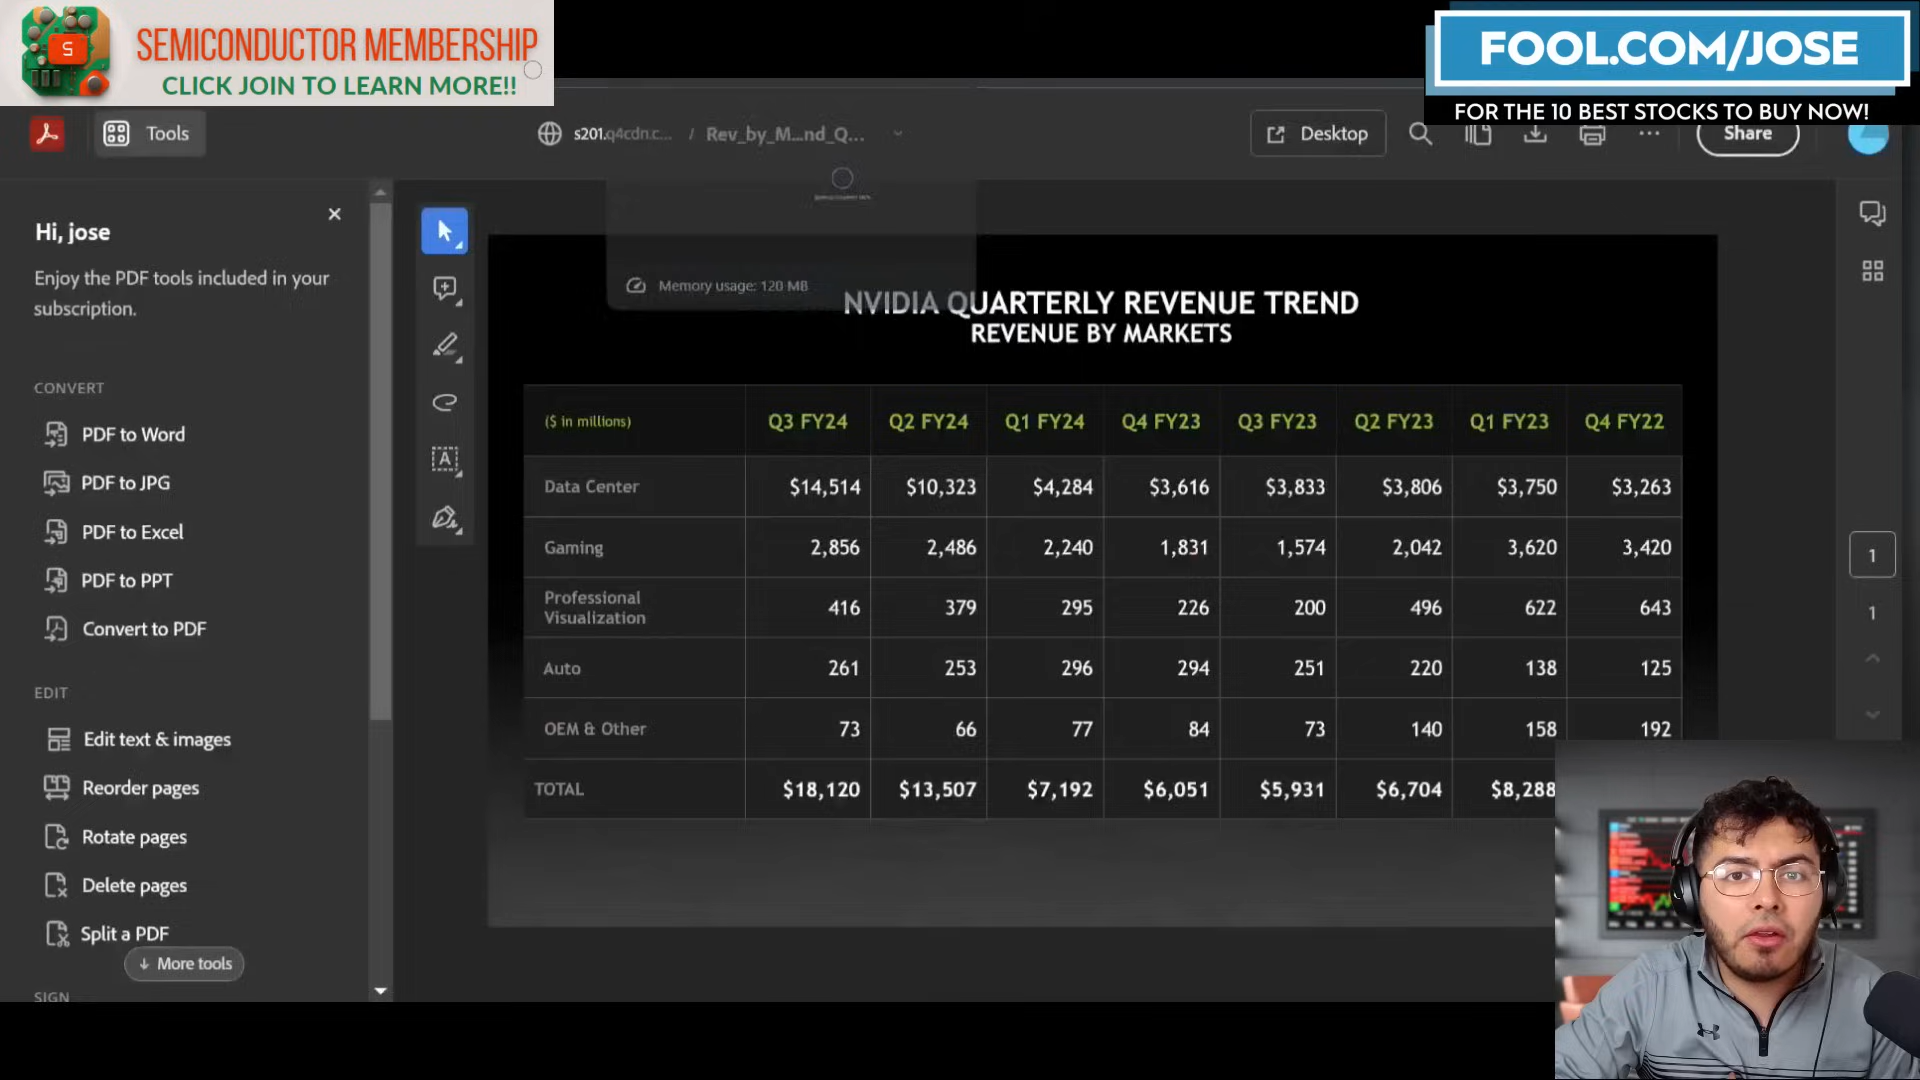 SEMICONDUCTOR MEMBERSHIP
CLICK JOIN TO LEARN MORE!!
FOOL.COM/JOSE
FOR THE 10 BEST STOCKS TO BUY NOW!
Tools
s201.q4cdn.c... / Rev_by_M...nd_Q...
Desktop
Share
Hi, jose
Enjoy the PDF tools included in your
subscription.
CONVERT
PDF to Word
PDF to JPG
PDF to Excel
PDF to PPT
Convert to PDF
EDIT
Edit text & images
Reorder pages
Rotate pages
Delete pages
Split a PDF
More tools
SIGN
Memory usage: 120 MB
NVIDIA QUARTERLY REVENUE TREND
REVENUE BY MARKETS
($ in millions) Q3 FY24 Q2 FY24 Q1 FY24 Q4 FY23 Q3 FY23 Q2 FY23 Q1 FY23 Q4 FY22
Data Center $14,514 $10,323 $4,284 $3,616 $3,833 $3,806 $3,750 $3,263
Gaming 2,856 2,486 2,240 1,831 1,574 2,042 3,620 3,420
Professional
Visualization 416 379 295 226 200 496 622 643
Auto 261 253 296 294 251 220 138 125
OEM & Other 73 66 77 84 73 140 158 192
TOTAL $18,120 $13,507 $7,192 $6,051 $5,931 $6,704 $8,288
1
1